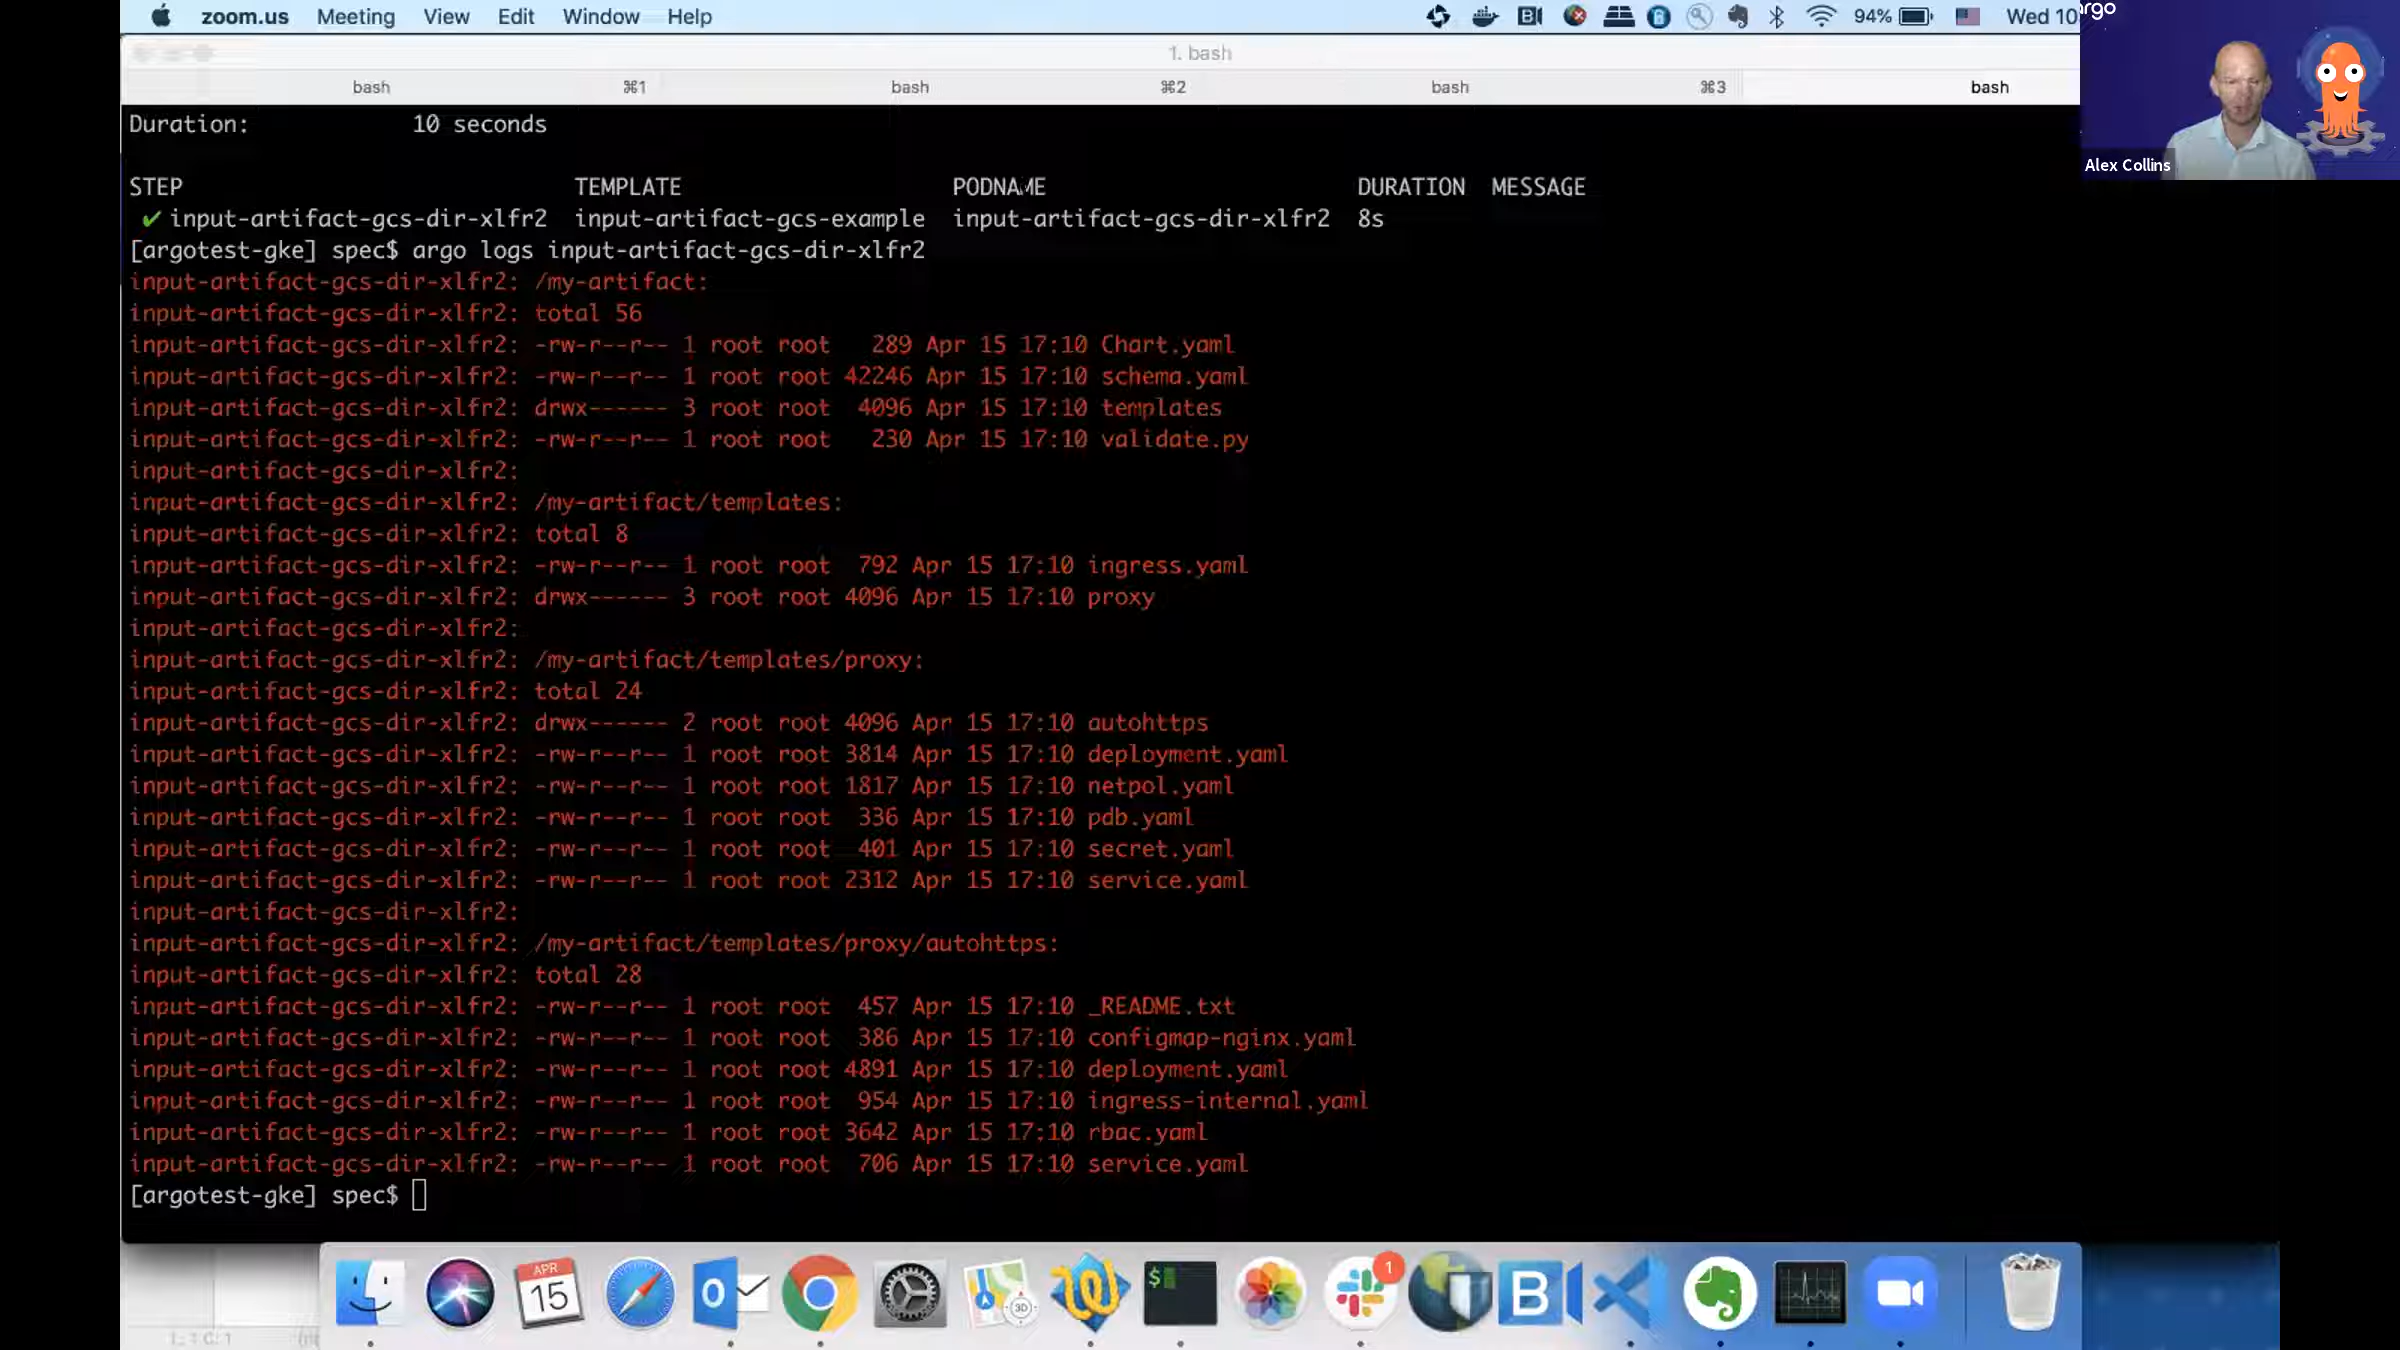 zoom.us Meeting View Edit Window Help 94% Wed 10
argo
1. bash
bash ⌘1 bash ⌘2 bash ⌘3 bash
Alex Collins
Duration: 10 seconds
STEP TEMPLATE PODNAME DURATION MESSAGE
✔ input-artifact-gcs-dir-xlfr2 input-artifact-gcs-example input-artifact-gcs-dir-xlfr2 8s
[argotest-gke] spec$ argo logs input-artifact-gcs-dir-xlfr2
input-artifact-gcs-dir-xlfr2: /my-artifact:
input-artifact-gcs-dir-xlfr2: total 56
input-artifact-gcs-dir-xlfr2: -rw-r--r-- 1 root root 289 Apr 15 17:10 Chart.yaml
input-artifact-gcs-dir-xlfr2: -rw-r--r-- 1 root root 42246 Apr 15 17:10 schema.yaml
input-artifact-gcs-dir-xlfr2: drwx------ 3 root root 4096 Apr 15 17:10 templates
input-artifact-gcs-dir-xlfr2: -rw-r--r-- 1 root root 230 Apr 15 17:10 validate.py
input-artifact-gcs-dir-xlfr2:
input-artifact-gcs-dir-xlfr2: /my-artifact/templates:
input-artifact-gcs-dir-xlfr2: total 8
input-artifact-gcs-dir-xlfr2: -rw-r--r-- 1 root root 792 Apr 15 17:10 ingress.yaml
input-artifact-gcs-dir-xlfr2: drwx------ 3 root root 4096 Apr 15 17:10 proxy
input-artifact-gcs-dir-xlfr2:
input-artifact-gcs-dir-xlfr2: /my-artifact/templates/proxy:
input-artifact-gcs-dir-xlfr2: total 24
input-artifact-gcs-dir-xlfr2: drwx------ 2 root root 4096 Apr 15 17:10 autohttps
input-artifact-gcs-dir-xlfr2: -rw-r--r-- 1 root root 3814 Apr 15 17:10 deployment.yaml
input-artifact-gcs-dir-xlfr2: -rw-r--r-- 1 root root 1817 Apr 15 17:10 netpol.yaml
input-artifact-gcs-dir-xlfr2: -rw-r--r-- 1 root root 336 Apr 15 17:10 pdb.yaml
input-artifact-gcs-dir-xlfr2: -rw-r--r-- 1 root root 401 Apr 15 17:10 secret.yaml
input-artifact-gcs-dir-xlfr2: -rw-r--r-- 1 root root 2312 Apr 15 17:10 service.yaml
input-artifact-gcs-dir-xlfr2:
input-artifact-gcs-dir-xlfr2: /my-artifact/templates/proxy/autohttps:
input-artifact-gcs-dir-xlfr2: total 28
input-artifact-gcs-dir-xlfr2: -rw-r--r-- 1 root root 457 Apr 15 17:10 _README.txt
input-artifact-gcs-dir-xlfr2: -rw-r--r-- 1 root root 386 Apr 15 17:10 configmap-nginx.yaml
input-artifact-gcs-dir-xlfr2: -rw-r--r-- 1 root root 4891 Apr 15 17:10 deployment.yaml
input-artifact-gcs-dir-xlfr2: -rw-r--r-- 1 root root 954 Apr 15 17:10 ingress-internal.yaml
input-artifact-gcs-dir-xlfr2: -rw-r--r-- 1 root root 3642 Apr 15 17:10 rbac.yaml
input-artifact-gcs-dir-xlfr2: -rw-r--r-- 1 root root 706 Apr 15 17:10 service.yaml
[argotest-gke] spec$
APR
15
3D
$
1
B